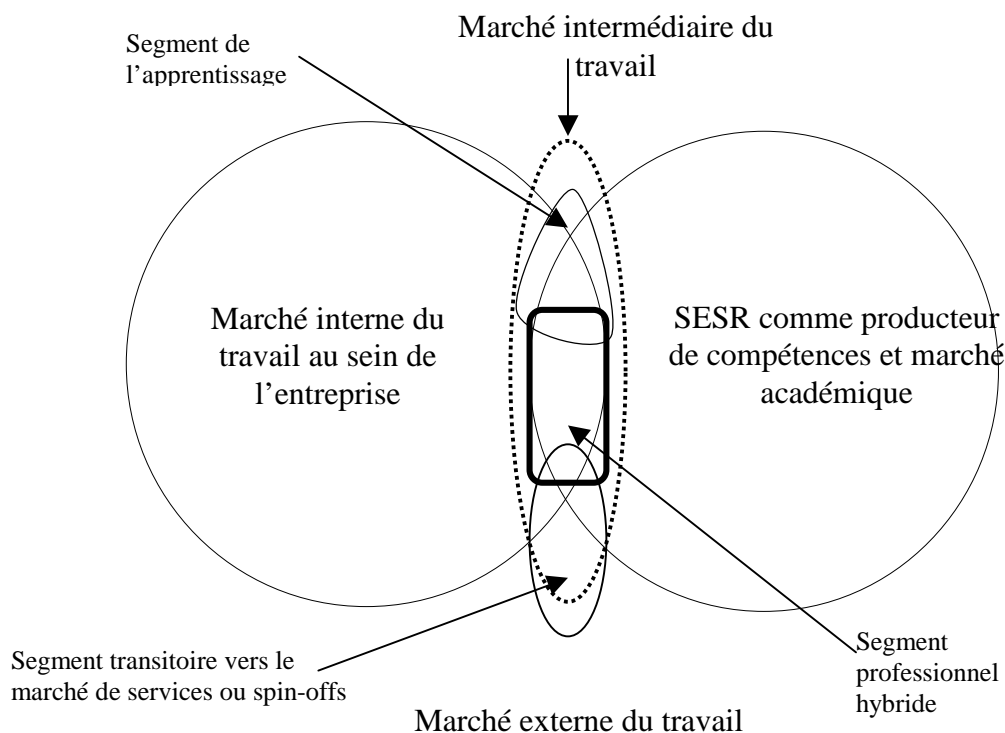 Segment de
l’apprentissage
Marché intermédiaire du
travail
Marché interne du
travail au sein de
l’entreprise
SESR comme producteur
de compétences et marché
académique
Segment transitoire vers le
marché de services ou spin-offs
Segment
professionnel
hybride
Marché externe du travail